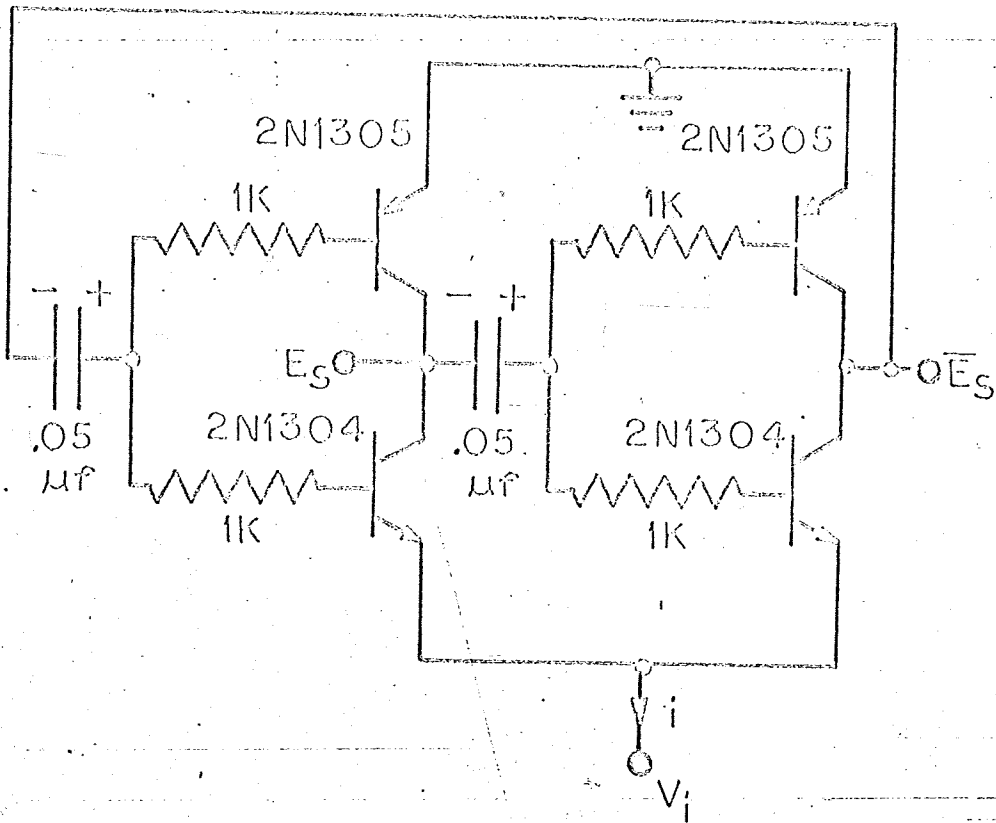 2N1305
2N1305
1K
1K
- +
- +
E_S
Ē_S
.05
μf
2N1304
.05
μf
2N1304
1K
1K
i
V_i